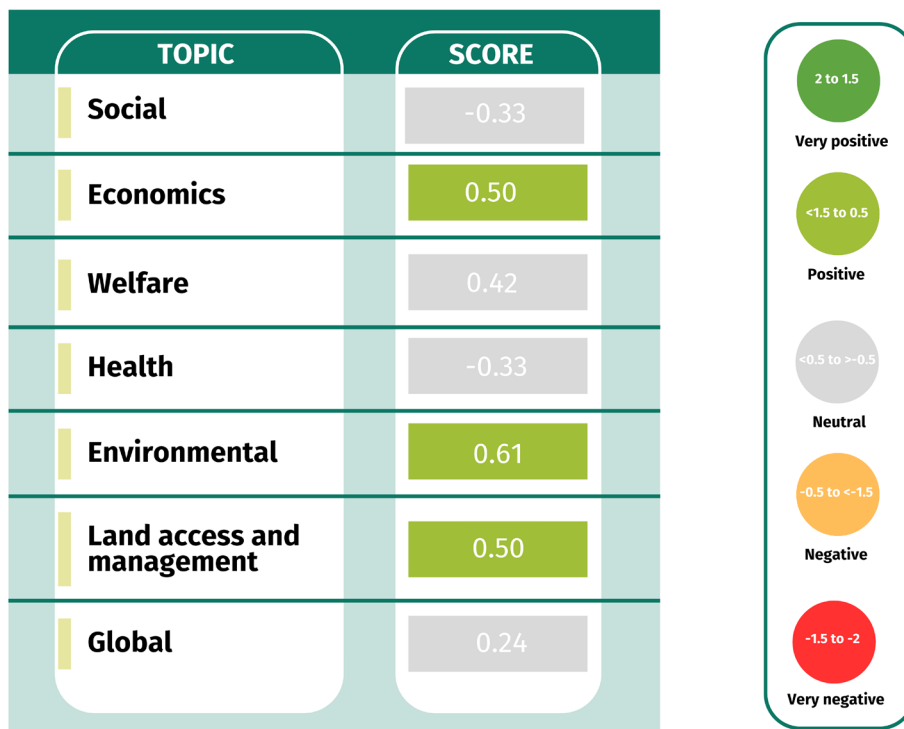 TOPIC SCORE
Social -0.33
Economics 0.50
Welfare 0.42
Health -0.33
Environmental 0.61
Land access and
management 0.50
Global 0.24
2 to 1.5
Very positive
<1.5 to 0.5
Positive
<0.5 to >-0.5
Neutral
-0.5 to <-1.5
Negative
-1.5 to -2
Very negative